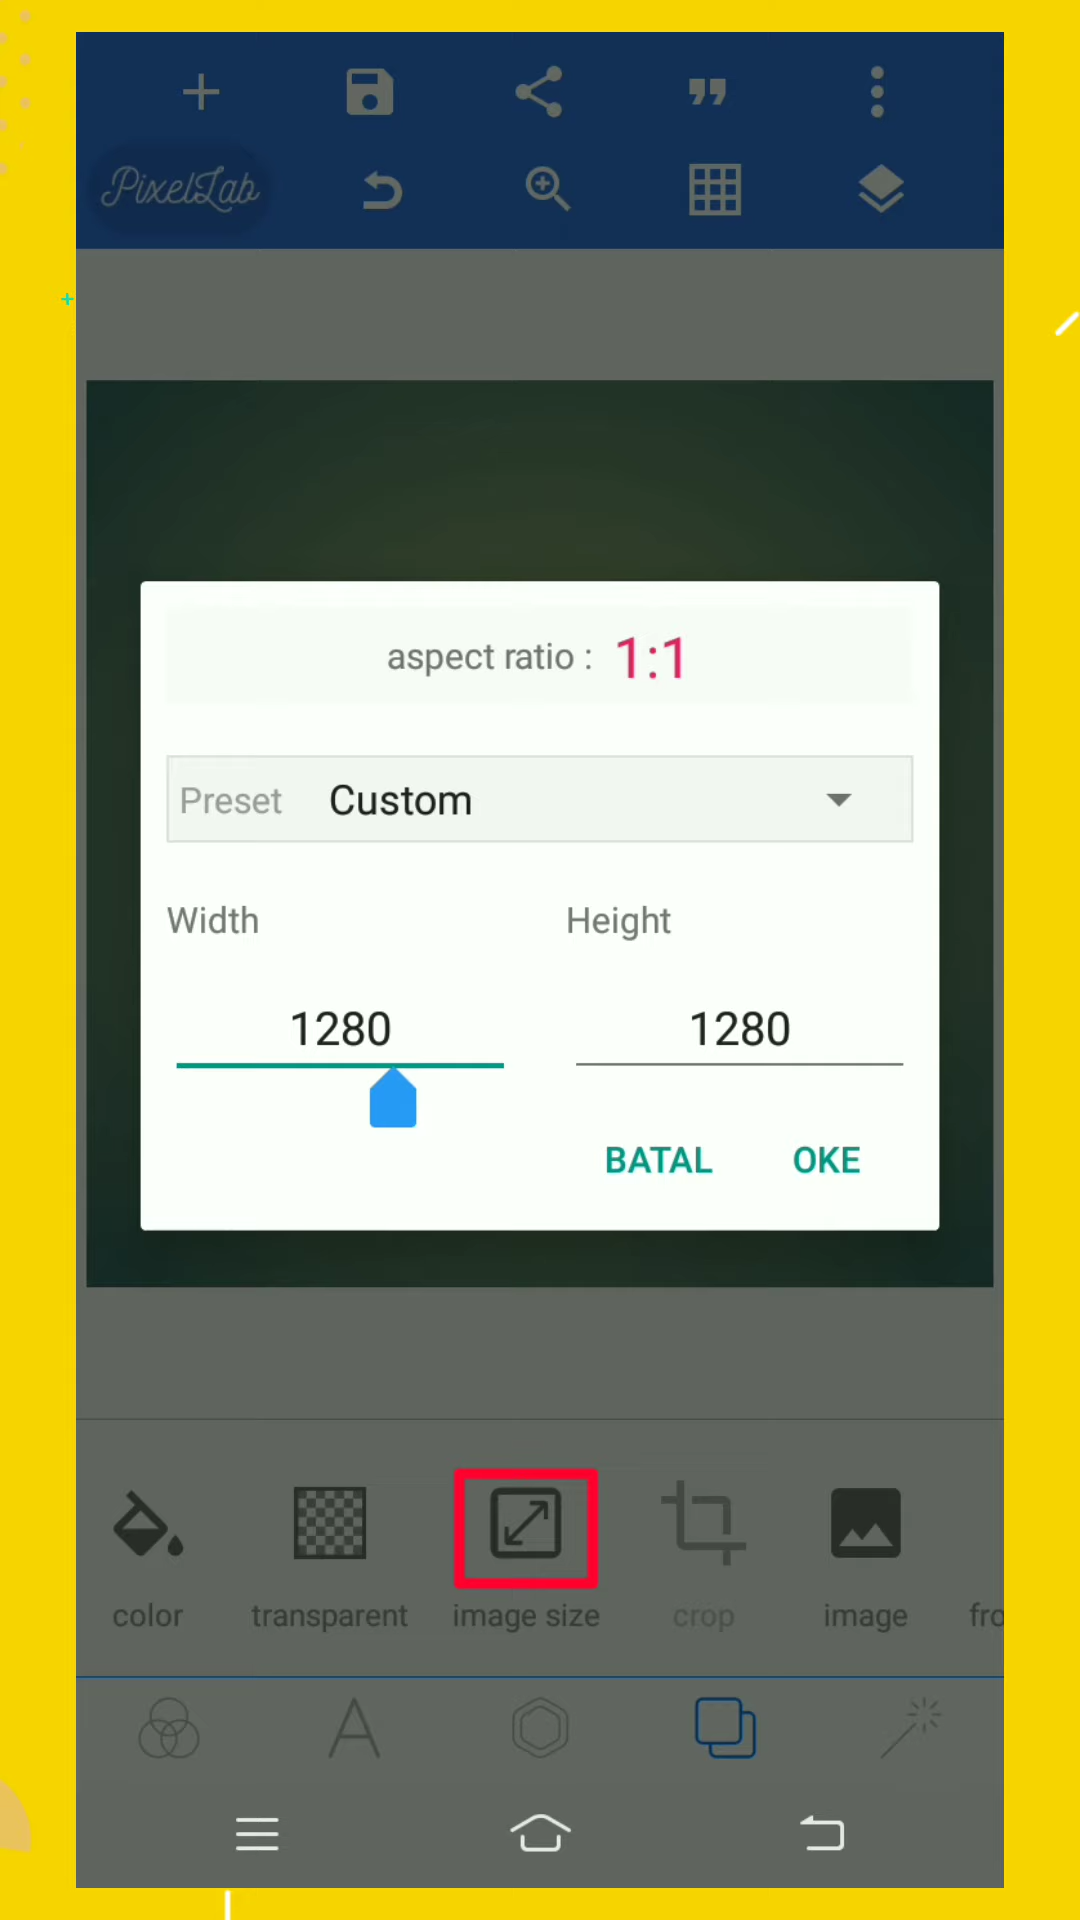 PixelLab
aspect ratio : 1:1
Preset Custom
Width Height
1280 1280
BATAL OKE
color transparent image size crop image fro